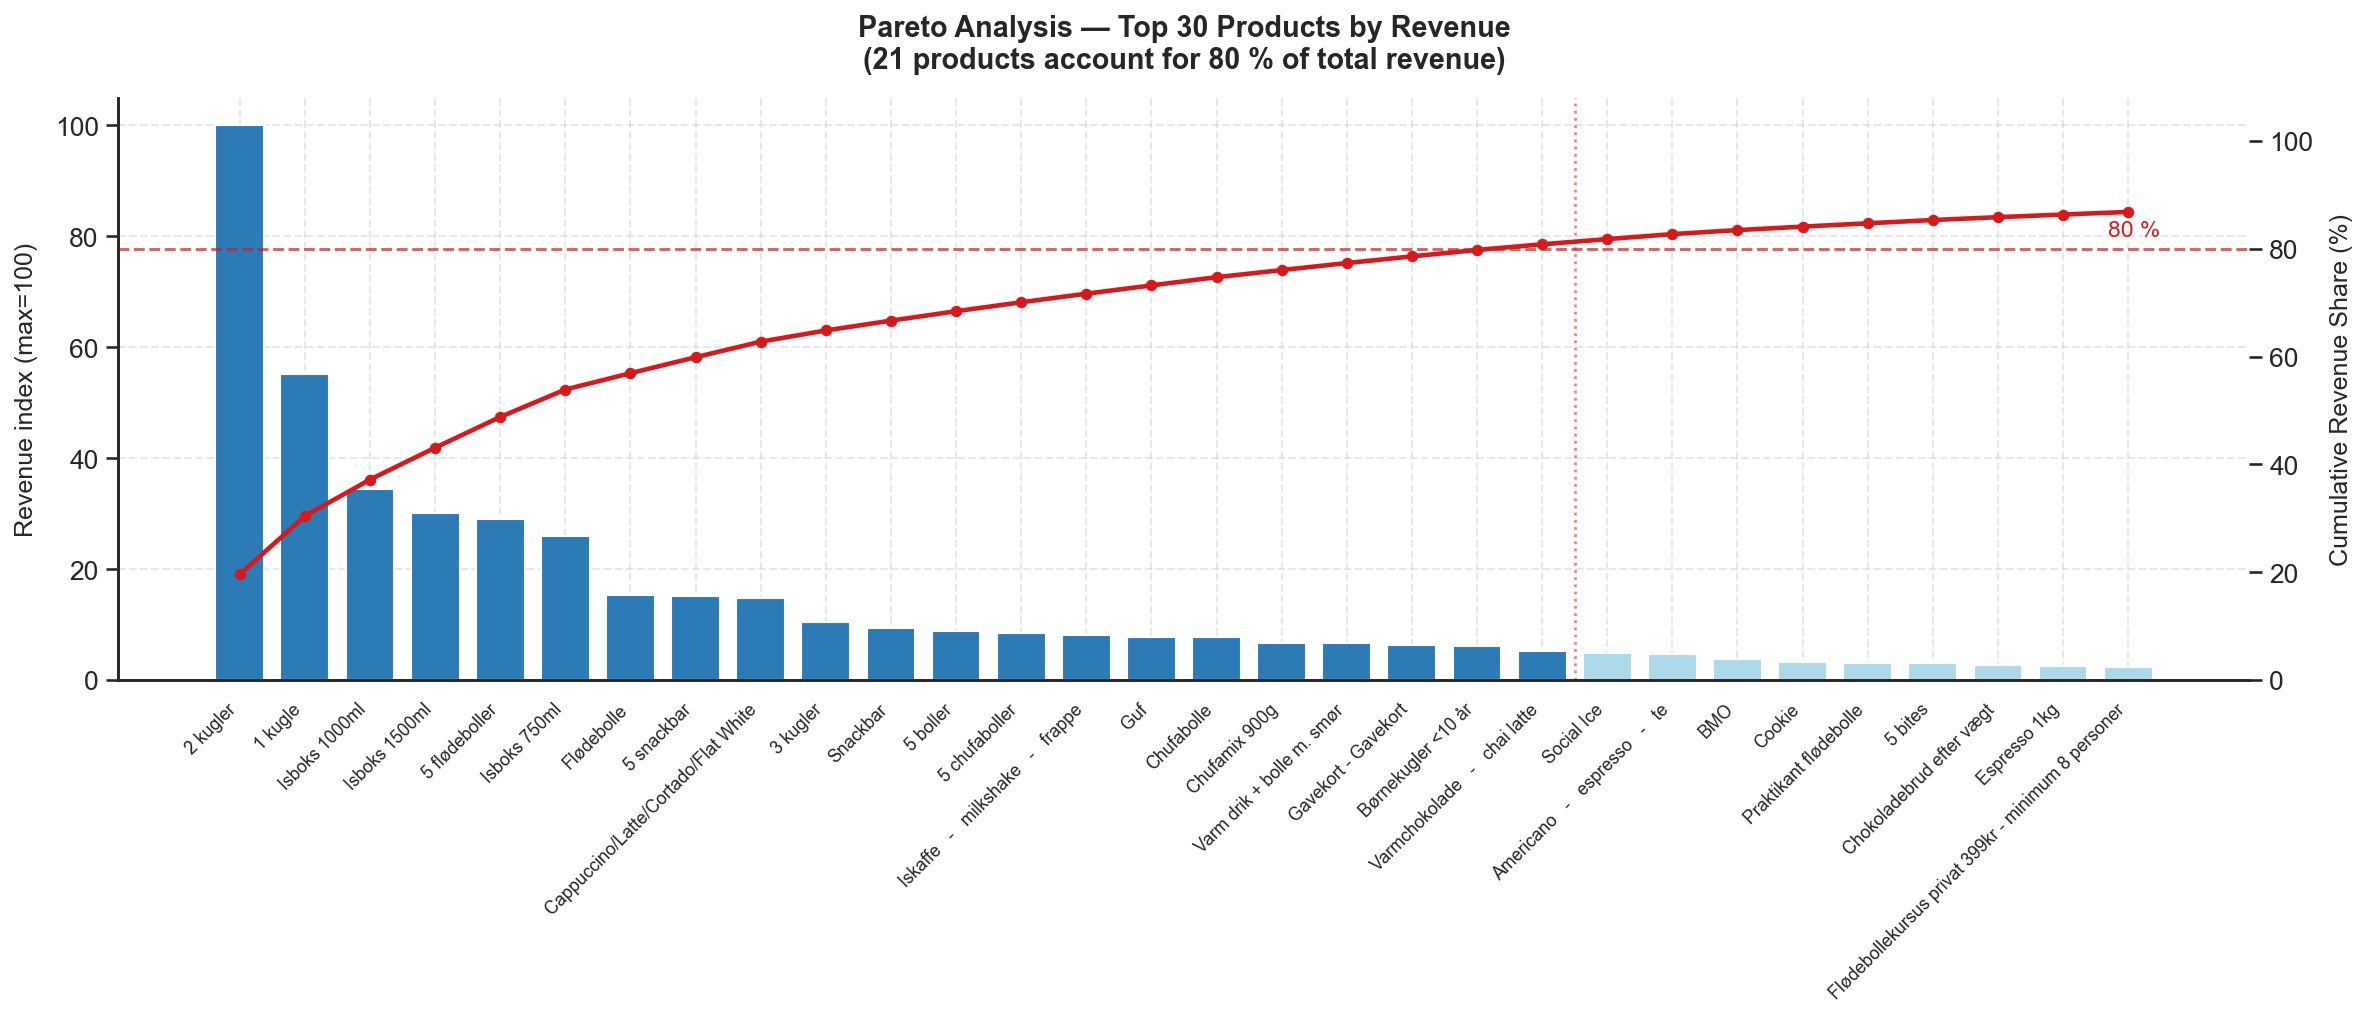 Pareto Analysis — Top 30 Products by Revenue
(21 products account for 80 % of total revenue)
Revenue index (max=100)
100
80
60
40
20
0
Cumulative Revenue Share (%)
100
80
60
40
20
0
80 %
2 kugler
1 kugle
Isboks 1000ml
Isboks 1500ml
5 flødeboller
Isboks 750ml
Flødebolle
5 snackbar
Cappuccino/Latte/Cortado/Flat White
3 kugler
Snackbar
5 boller
5 chufaboller
Iskaffe - milkshake - frappe
Guf
Chufabolle
Chufamix 900g
Varm drik + bolle m. smør
Gavekort - Gavekort
Børnekugler <10 år
Varmchokolade - chai latte
Social Ice
Americano - espresso - te
BMO
Cookie
Praktikant flødebolle
5 bites
Chokoladebrud efter vægt
Espresso 1kg
Flødebollekursus privat 399kr - minimum 8 personer